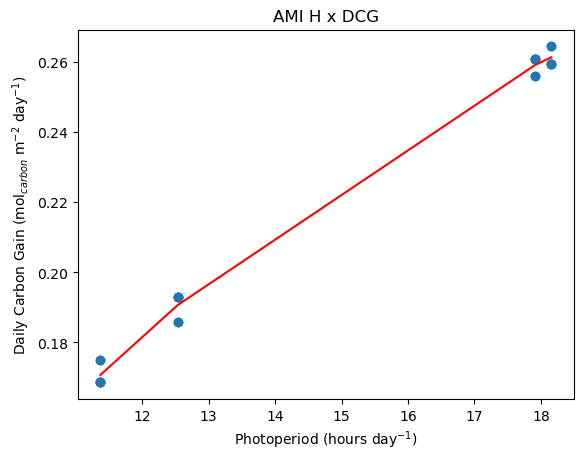 AMI H x DCG
Daily Carbon Gain (mol$_{carbon}$ m$^{-2}$ day$^{-1}$)
0.26
0.24
0.22
0.20
0.18
12 13 14 15 16 17 18
Photoperiod (hours day$^{-1}$)